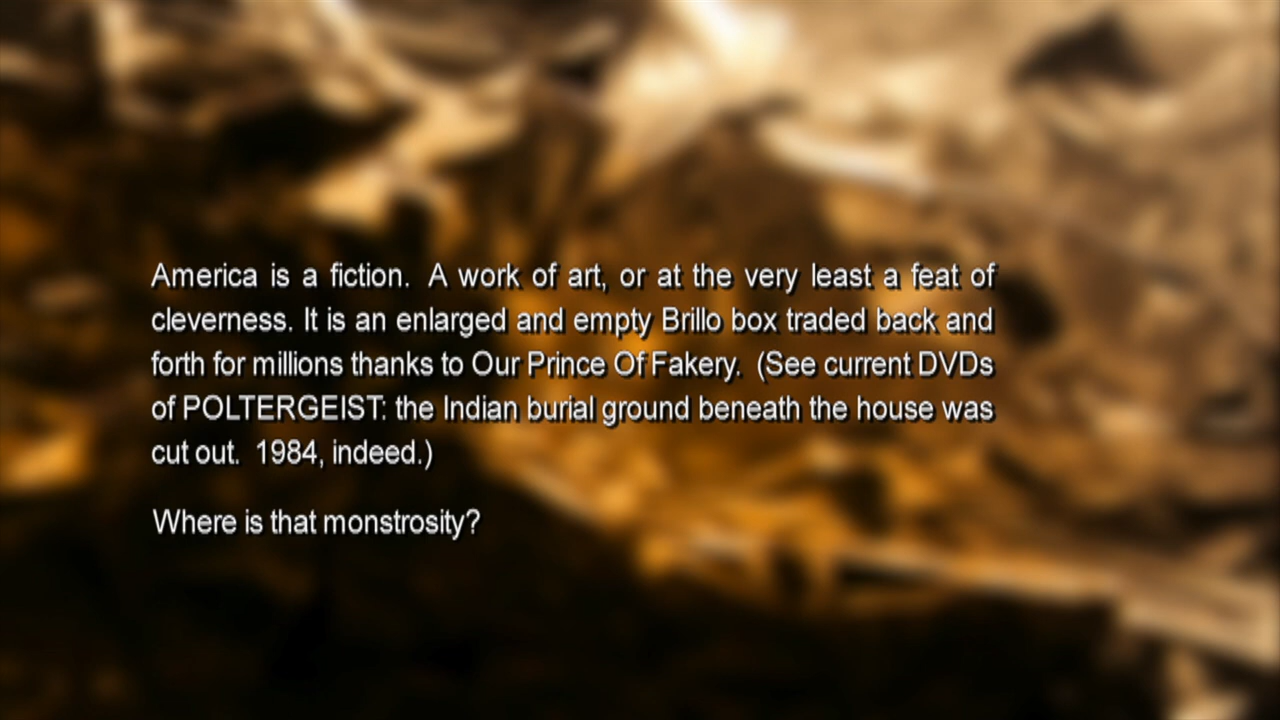 America is a fiction. A work of art, or at the very least a feat of
cleverness. It is an enlarged and empty Brillo box traded back and
forth for millions thanks to Our Prince Of Fakery. (See current DVDs
of POLTERGEIST: the Indian burial ground beneath the house was
cut out. 1984, indeed.)
Where is that monstrosity?